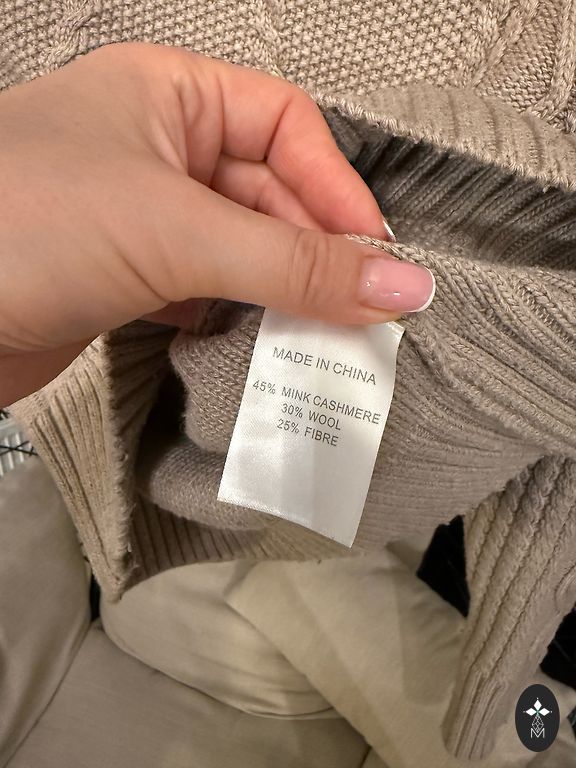 MADE IN CHINA
45% MINK CASHMERE
30% WOOL
25% FIBRE
M